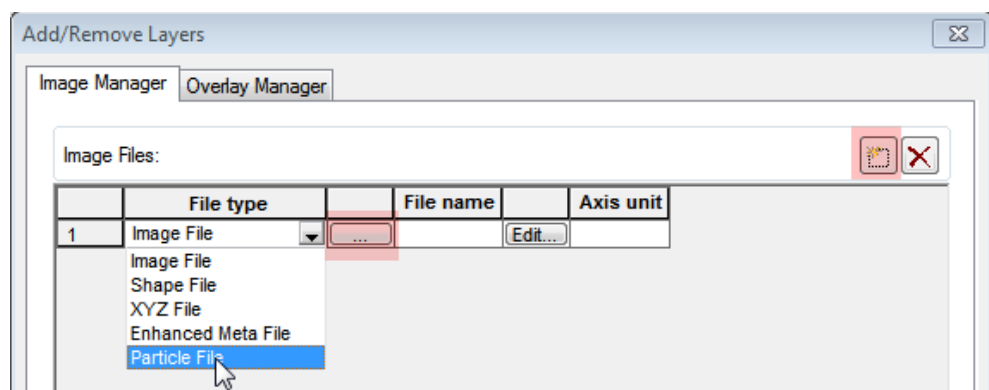 Add/Remove Layers
Image Manager Overlay Manager
Image Files:
File type File name Axis unit
1 Image File ... Edit...
Image File
Shape File
XYZ File
Enhanced Meta File
Particle File